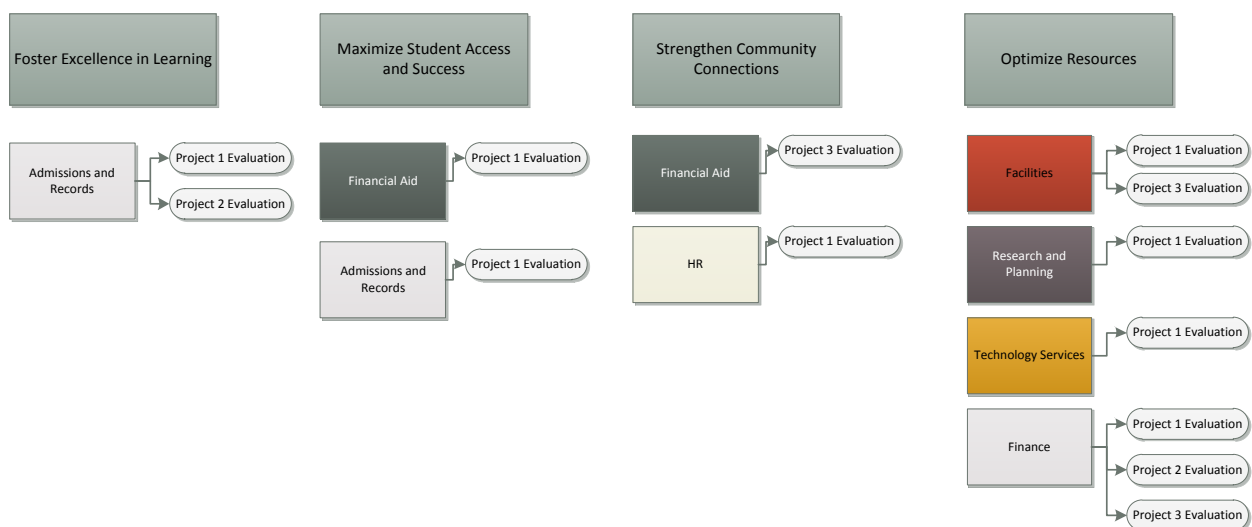 Foster Excellence in Learning
Maximize Student Access
and Success
Strengthen Community
Connections
Optimize Resources
Admissions and
Records
Project 1 Evaluation
Project 2 Evaluation
Financial Aid
Project 1 Evaluation
Admissions and
Records
Project 1 Evaluation
Financial Aid
Project 3 Evaluation
HR
Project 1 Evaluation
Facilities
Project 1 Evaluation
Project 3 Evaluation
Research and
Planning
Project 1 Evaluation
Technology Services
Project 1 Evaluation
Finance
Project 1 Evaluation
Project 2 Evaluation
Project 3 Evaluation